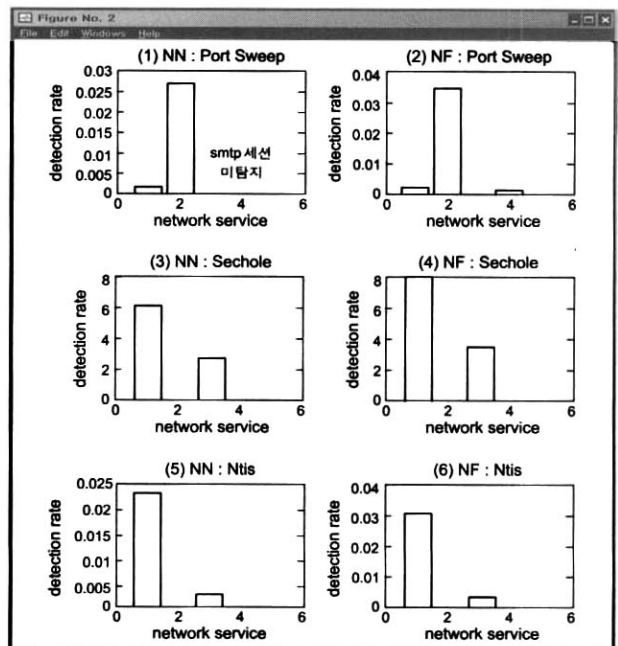 Figure No. 2
File Edit Windows Help
(1) NN : Port Sweep
detection rate
0.03
0.025
0.02
0.015
0.01
0.005
0
smtp 세션
미탐지
0 2 4 6
network service
(2) NF : Port Sweep
detection rate
0.04
0.03
0.02
0.01
0
0 2 4 6
network service
(3) NN : Sechole
detection rate
8
6
4
2
0
0 2 4 6
network service
(4) NF : Sechole
detection rate
8
6
4
2
0
0 2 4 6
network service
(5) NN : Ntis
detection rate
0.025
0.02
0.015
0.01
0.005
0
0 2 4 6
network service
(6) NF : Ntis
detection rate
0.04
0.03
0.02
0.01
0
0 2 4 6
network service